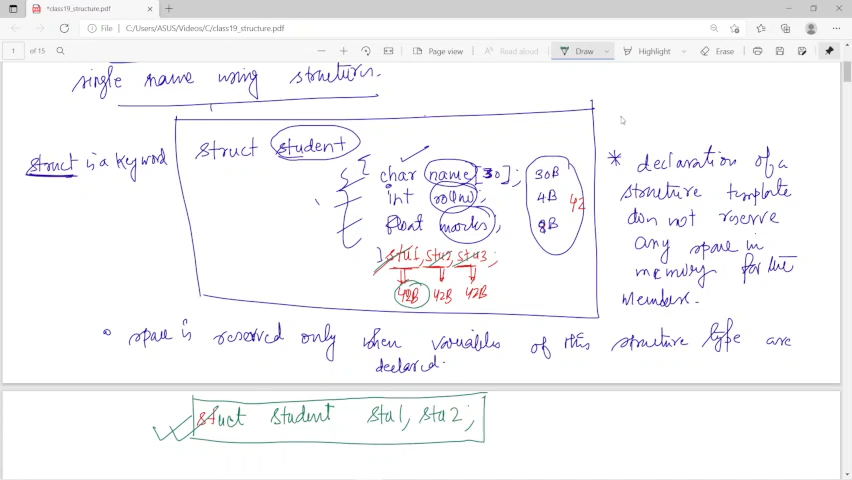 *class19_structure.pdf
File C:/Users/ASUS/Videos/C/class19_structure.pdf
1 of 15 Page view Read aloud Draw Highlight Erase
single name using structures.
struct is a keyword
struct student
{ char name[30]; 30B
int rollno; 4B 42
float marks; 8B
} stu1, stu2, stu3;
42B 42B 42B
* declaration of a
structure template
does not reserve
any space in
memory for the
members.
• space is reserved only when variables of this structure type are
declared.
struct student stu1, stu2;